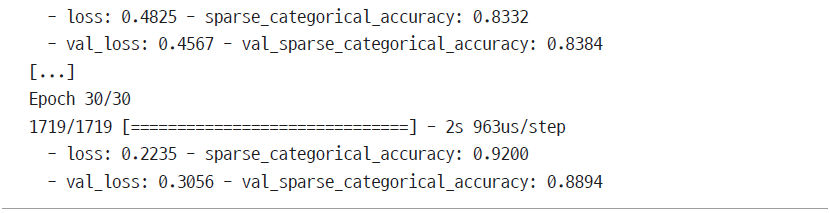 - loss: 0.4825 - sparse_categorical_accuracy: 0.8332
- val_loss: 0.4567 - val_sparse_categorical_accuracy: 0.8384
[...]
Epoch 30/30
1719/1719 [==============================] - 2s 963us/step
- loss: 0.2235 - sparse_categorical_accuracy: 0.9200
- val_loss: 0.3056 - val_sparse_categorical_accuracy: 0.8894